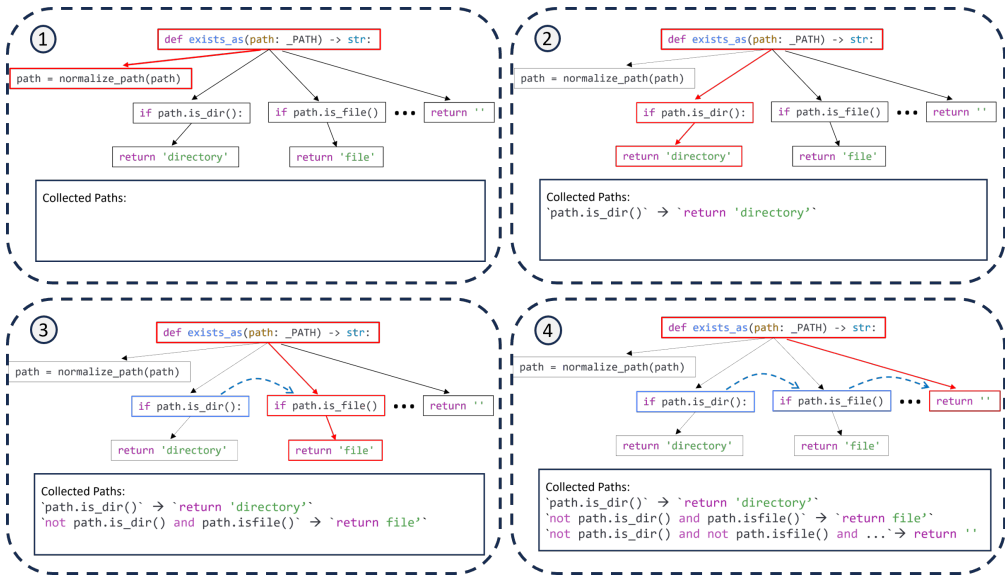 1
def exists_as(path: _PATH) -> str:
path = normalize_path(path)
if path.is_dir():
if path.is_file()
•••
return ''
return 'directory'
return 'file'
Collected Paths:
2
def exists_as(path: _PATH) -> str:
path = normalize_path(path)
if path.is_dir():
if path.is_file()
•••
return ''
return 'directory'
return 'file'
Collected Paths:
`path.is_dir()` → `return 'directory’`
3
def exists_as(path: _PATH) -> str:
path = normalize_path(path)
if path.is_dir():
if path.is_file()
•••
return ''
return 'directory'
return 'file'
Collected Paths:
`path.is_dir()` → `return 'directory’`
`not path.is_dir() and path.isfile()` → `return file’`
4
def exists_as(path: _PATH) -> str:
path = normalize_path(path)
if path.is_dir():
if path.is_file()
•••
return ''
return 'directory'
return 'file'
Collected Paths:
`path.is_dir()` → `return 'directory’`
`not path.is_dir() and path.isfile()` → `return file’`
`not path.is_dir() and not path.isfile() and ...`→ return ''